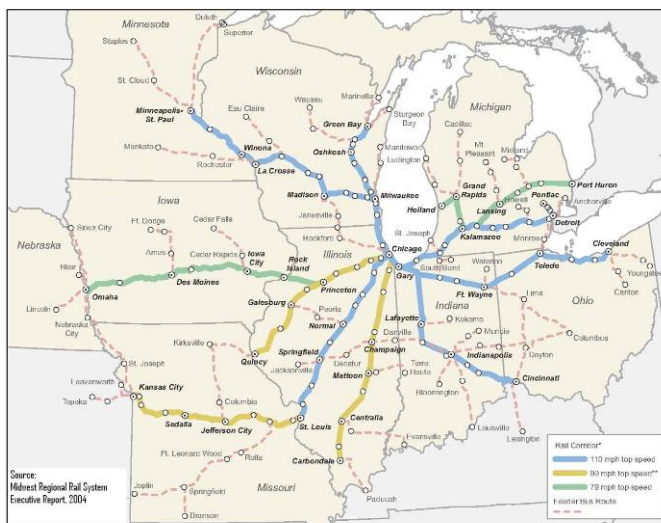 Minnesota
Duluth
Superior
Staples
St. Cloud
Minneapolis-
St. Paul
Mankato
Rochester
Wisconsin
Eau Claire
Wausau
Marinette
Sturgeon
Bay
Green Bay
Oshkosh
Manitowoc
Ludington
Winona
La Crosse
Madison
Milwaukee
Janesville
Rockford
Michigan
Cadillac
Mt
Pleasant
Midland
Grand
Rapids
Holland
Lansing
Howell
Pontiac
Port Huron
Anchorville
Detroit
Kalamazoo
Monroe
St. Joseph
South Bend
Iowa
Sioux City
Ft. Dodge
Cedar Falls
Ames
Cedar Rapids
Iowa
City
Des Moines
Rock
Island
Nebraska
Blair
Omaha
Lincoln
Nebraska
City
Illinois
Chicago
Gary
Princeton
Galesburg
Peoria
Normal
Quincy
Springfield
Jacksonville
Decatur
Danville
Champaign
Mattoon
Centralia
Carbondale
Indiana
Waterloo
Ft. Wayne
Lafayette
Kokomo
Muncie
Indianapolis
Terre
Haute
Bloomington
Evansville
Louisville
Lexington
Paducah
Ohio
Toledo
Cleveland
Youngstown
Canton
Lima
Columbus
Dayton
Cincinnati
Kirksville
St. Joseph
Leavenworth
Topeka
Kansas City
Sedalia
Columbia
Jefferson City
St. Louis
Ft. Leonard Wood
Rolla
Missouri
Joplin
Springfield
Branson
Source:
Midwest Regional Rail System
Executive Report, 2004
Rail Corridor*
110 mph top speed
90 mph top speed**
79 mph top speed
Feeder Bus Route